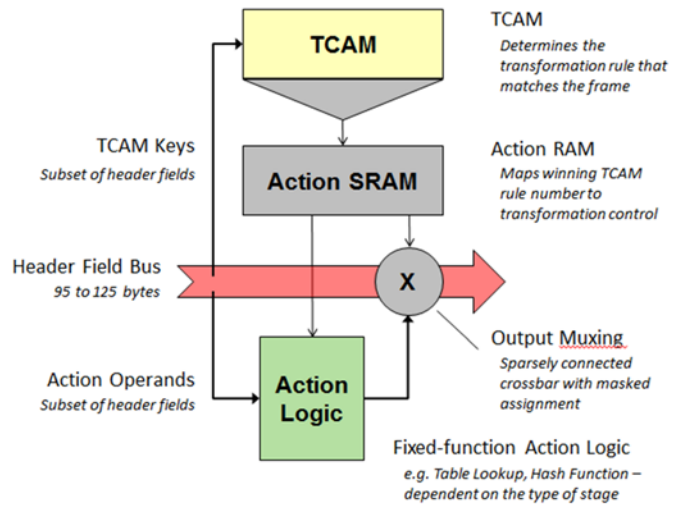 TCAM
TCAM
Determines the
transformation rule that
matches the frame
TCAM Keys
Subset of header fields
Action SRAM
Action RAM
Maps winning TCAM
rule number to
transformation control
Header Field Bus
95 to 125 bytes
X
Output Muxing
Sparsely connected
crossbar with masked
assignment
Action Operands
Subset of header fields
Action
Logic
Fixed-function Action Logic
e.g. Table Lookup, Hash Function –
dependent on the type of stage